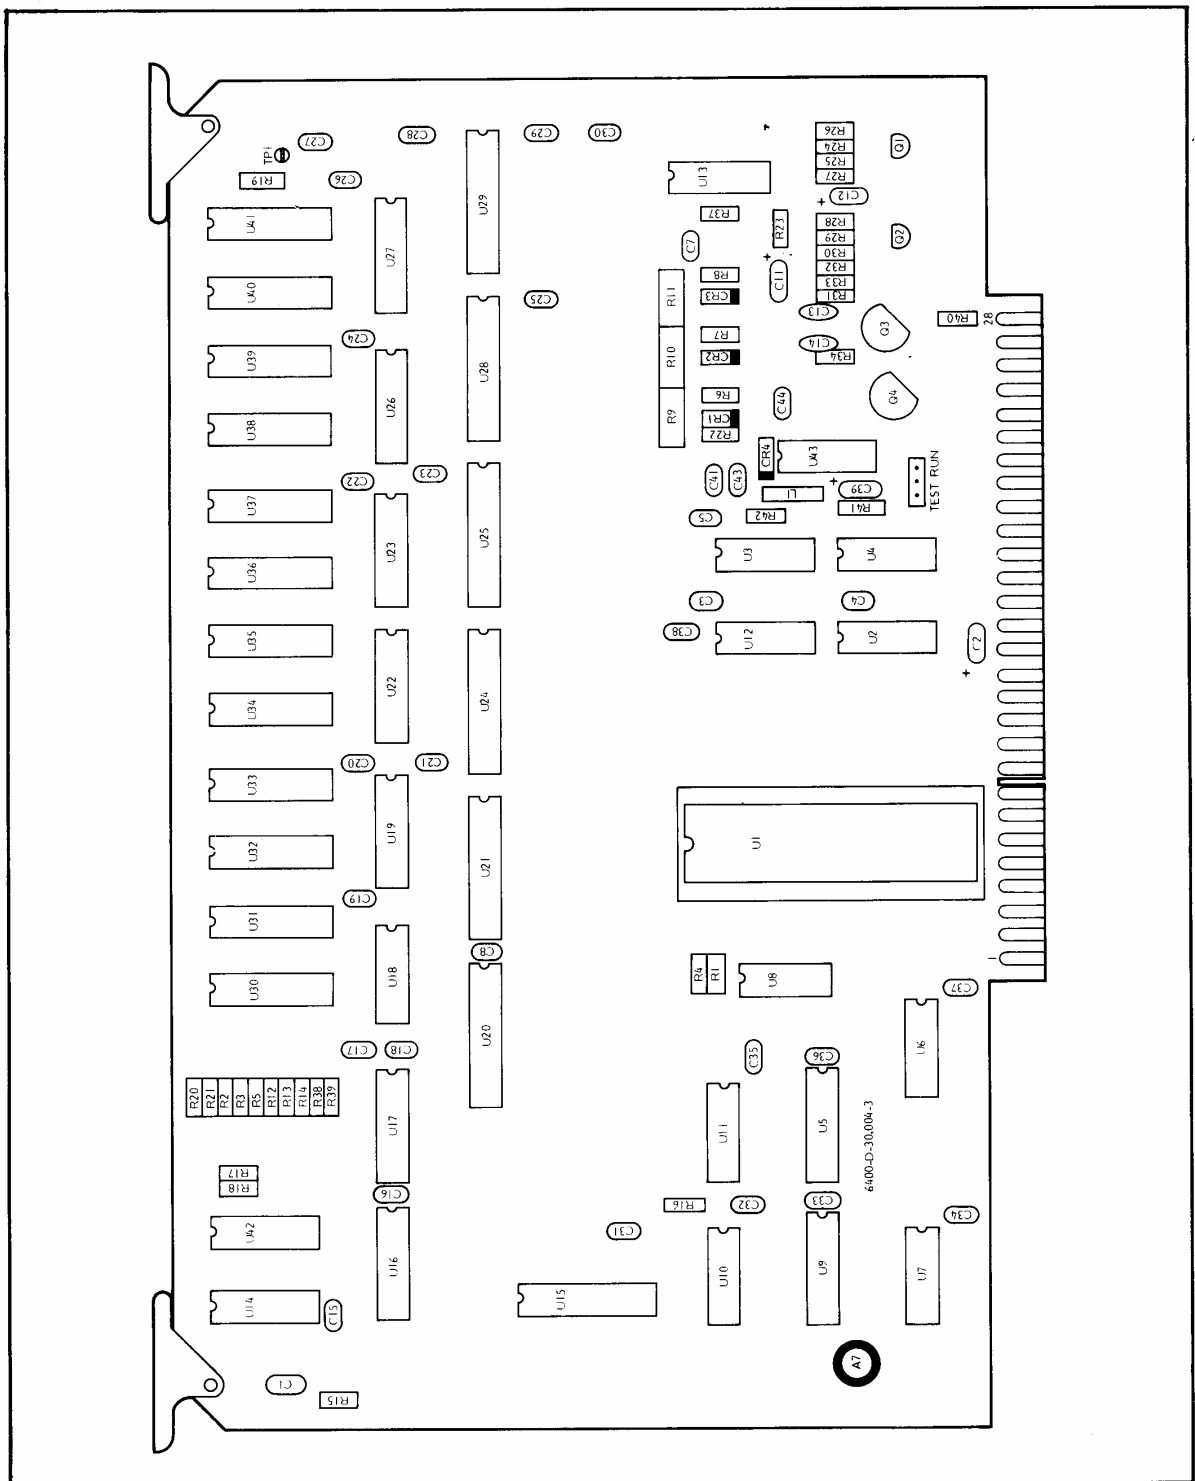 TP1
C27
C28
C29
C30
R19
C26
U41
U27
U29
U13
R26
R24
R25
R27
Q1
C12
+
R37
R23
C7
+
R28
R29
R30
R32
R33
R31
Q2
U40
C25
R11
R8
CR3
C11
C13
R40
28
C24
R10
R7
CR2
C14
R34
Q3
U39
U26
U28
R9
R6
CR1
R22
C44
Q4
U38
C22
C23
CR4
U43
C41
C43
L1
+
C39
R41
TEST RUN
U37
U23
U25
C5
R42
U3
U4
U36
C3
C4
U35
U22
U24
C38
U12
U2
C2
+
U34
C20
C21
U33
U19
U21
U1
U32
C19
U31
C8
U30
U18
U20
R4
R1
U8
1
C37
C17
C18
C35
C36
U6
R20
R21
R2
R3
R5
R12
R13
R14
R38
R39
U17
U11
U5
6400-D-30,004-3
R17
R18
C16
R16
C32
C33
C34
U42
U16
C31
U10
U9
U7
U14
C15
U15
A7
C1
R15